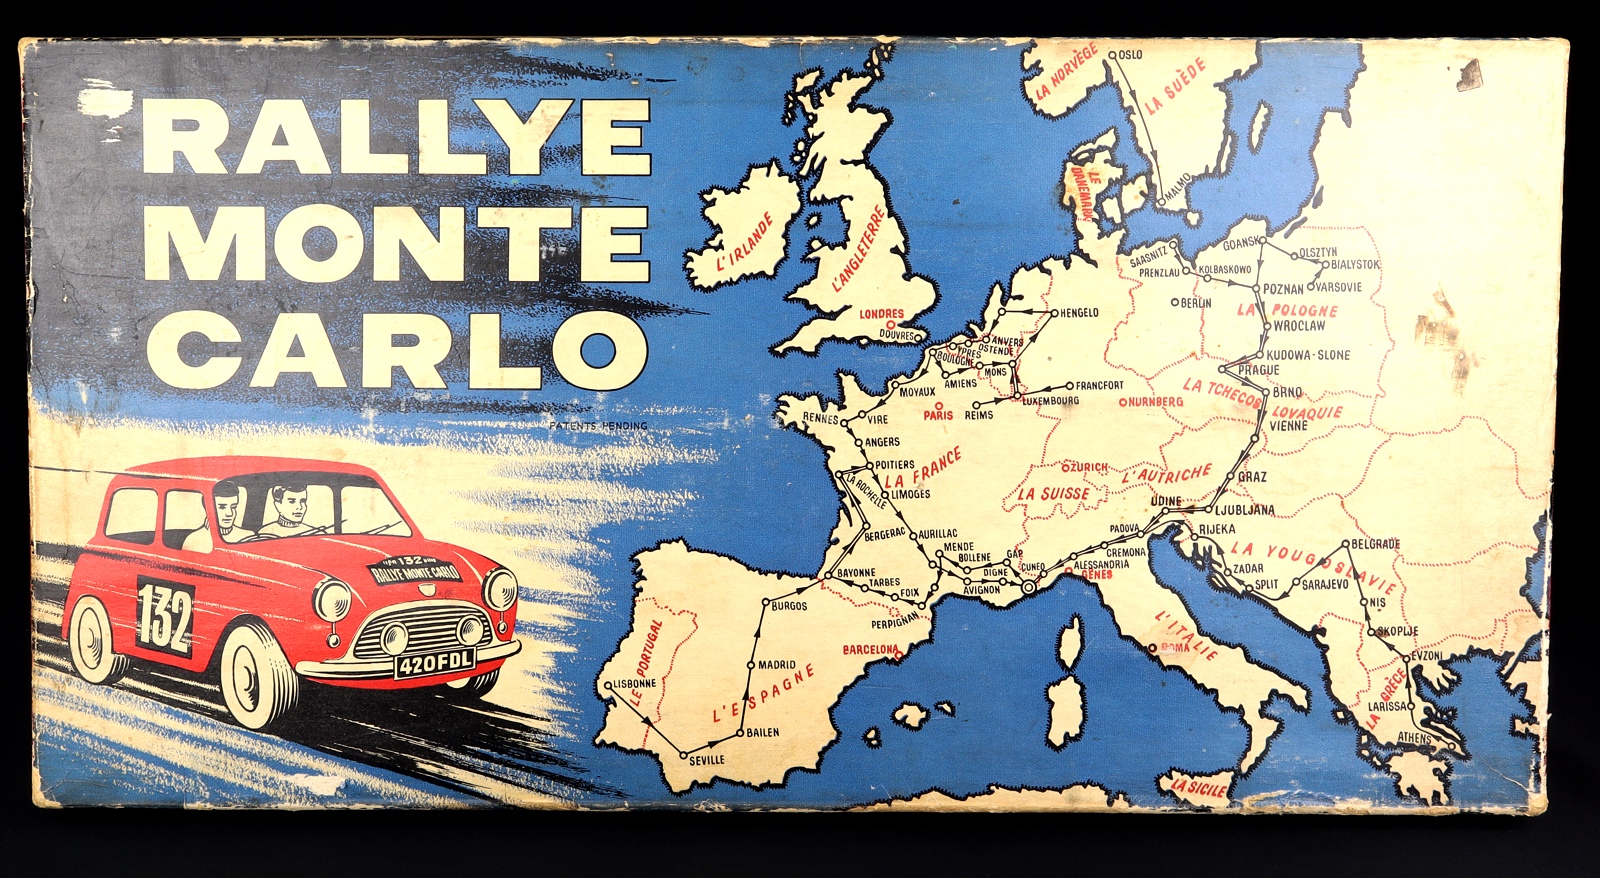 RALLYE
MONTE
CARLO
PATENTS PENDING
132
RALLYE MONTE CARLO
132
420FDL
LA NORVÈGE
OSLO
LA SUÈDE
LE
DANEMARK
MALMO
L'IRLANDE
L'ANGLETERRE
LONDRES
DOUVRES
SAASNITZ
PRENZLAU
KOLBASKOWO
GDANSK
OLSZTYN
BIALYSTOK
POZNAN
VARSOVIE
BERLIN
LA POLOGNE
WROCLAW
KUDOWA-SLONE
PRAGUE
LA TCHECOS
LOVAQUIE
BRNO
VIENNE
HENGELO
ANVERS
OSTENDE
YPRES
BOULOGNE
MONS
AMIENS
FRANCFORT
LUXEMBOURG
NURNBERG
MOYAUX
PARIS
REIMS
RENNES
VIRE
ANGERS
POITIERS
LA FRANCE
LA ROCHELLE
LIMOGES
ZURICH
LA SUISSE
L'AUTRICHE
GRAZ
UDINE
LJUBLJANA
BERGERAC
AURILLAC
MENDE
BOLLENE
GAP
DIGNE
CUNEO
AVIGNON
PADOVA
CREMONA
ALESSANDRIA
GÊNES
RIJEKA
LA YOUGOSLAVIE
BELGRADE
ZADAR
SPLIT
SARAJEVO
NIS
SKOPLJE
BAYONNE
TARBES
FOIX
PERPIGNAN
BURGOS
BARCELONA
LE PORTUGAL
LISBONNE
MADRID
L'ESPAGNE
BAILEN
SEVILLE
L'ITALIE
ROMA
EVZONI
LA GRÈCE
LARISSA
ATHENS
LA SICILE